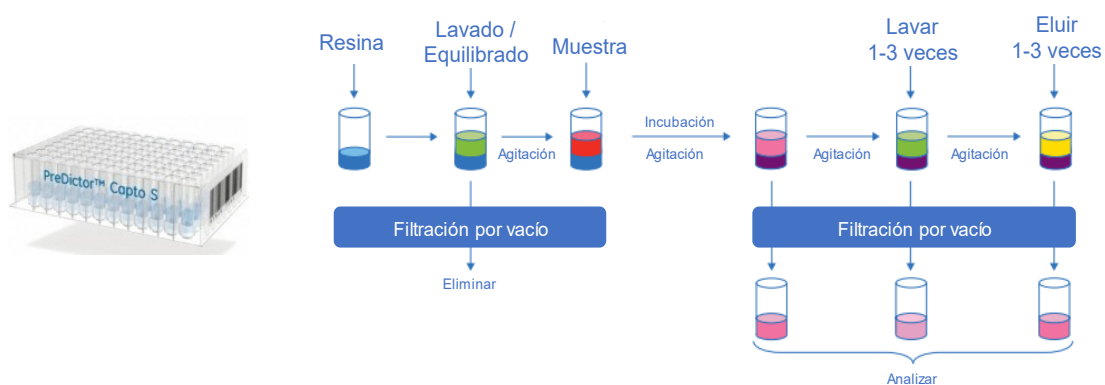 Resina
Lavado /
Equilibrado
Muestra
Lavar
1-3 veces
Eluir
1-3 veces
Incubación
Agitación
Agitación
Agitación
Agitación
PreDictor™ Capto S
Filtración por vacío
Filtración por vacío
Eliminar
Analizar